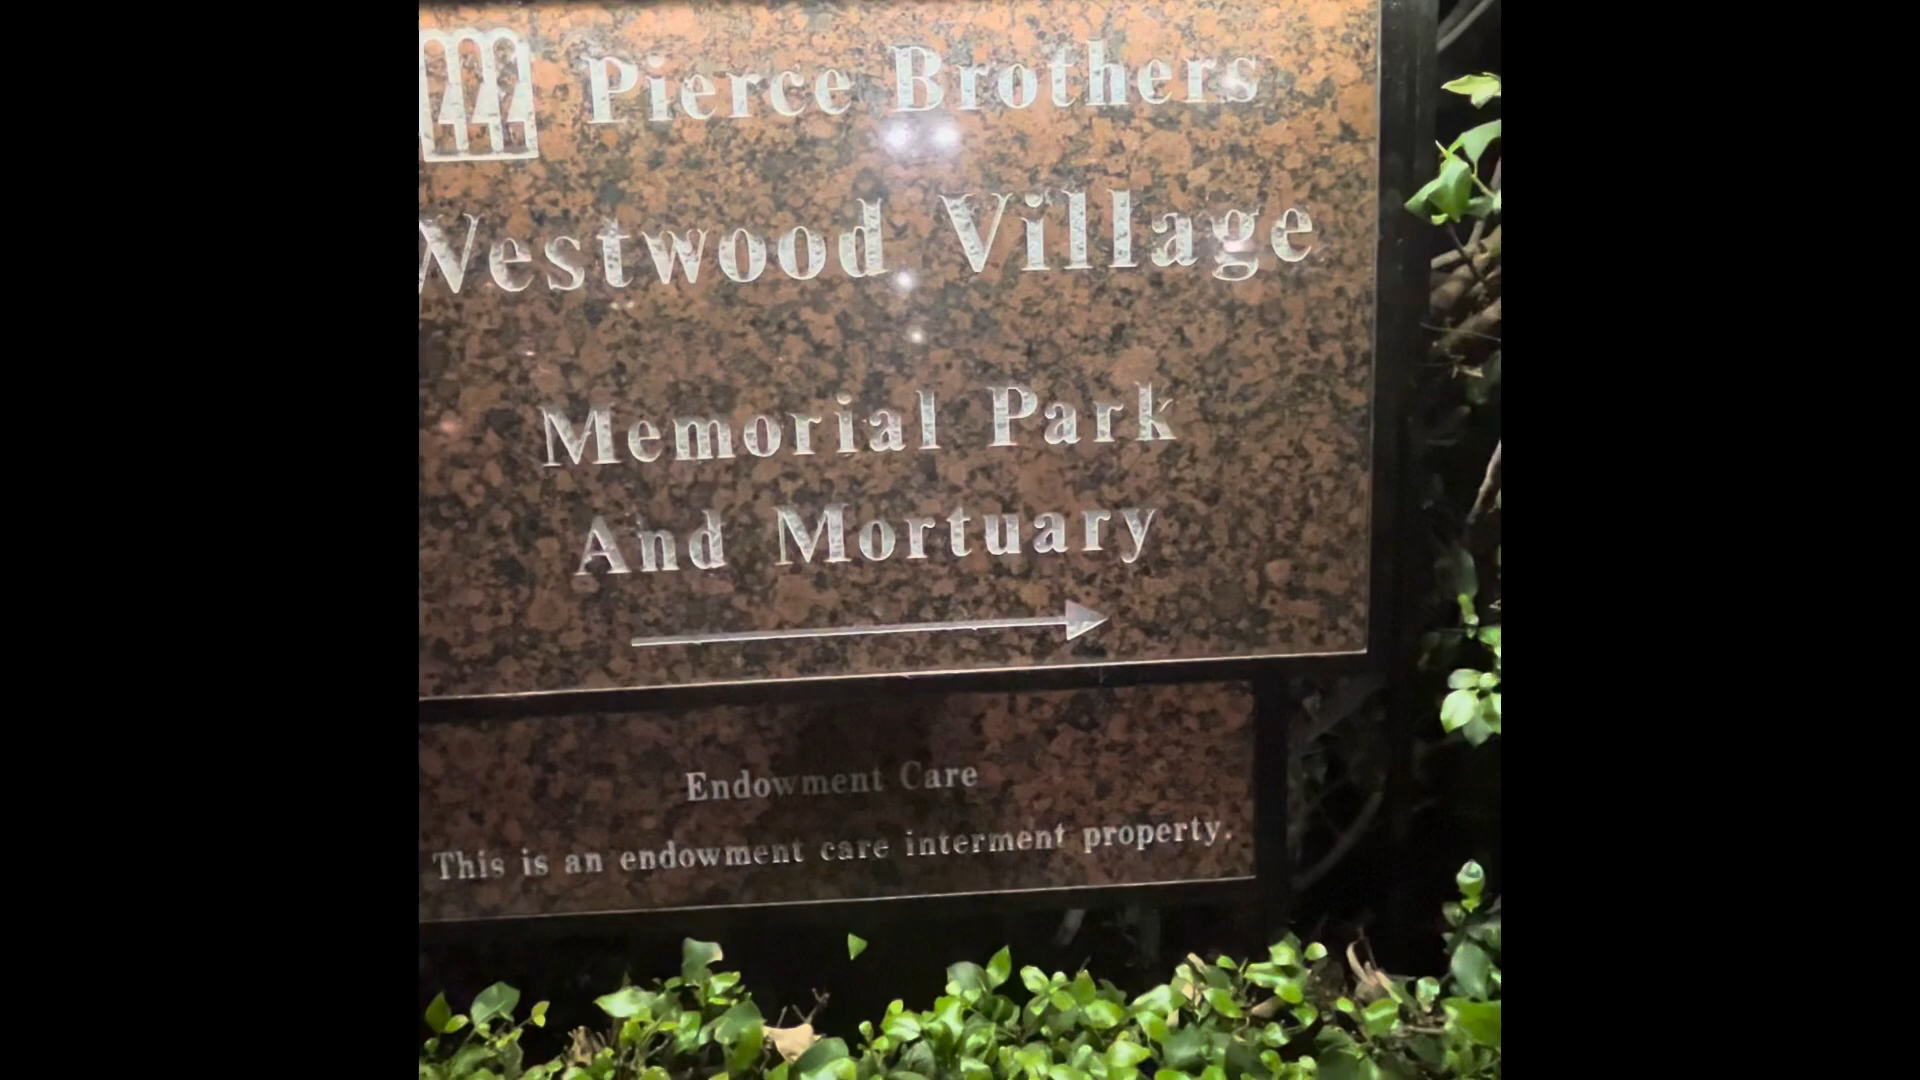 Pierce Brothers
Westwood Village
Memorial Park
And Mortuary
Endowment Care
This is an endowment care interment property.